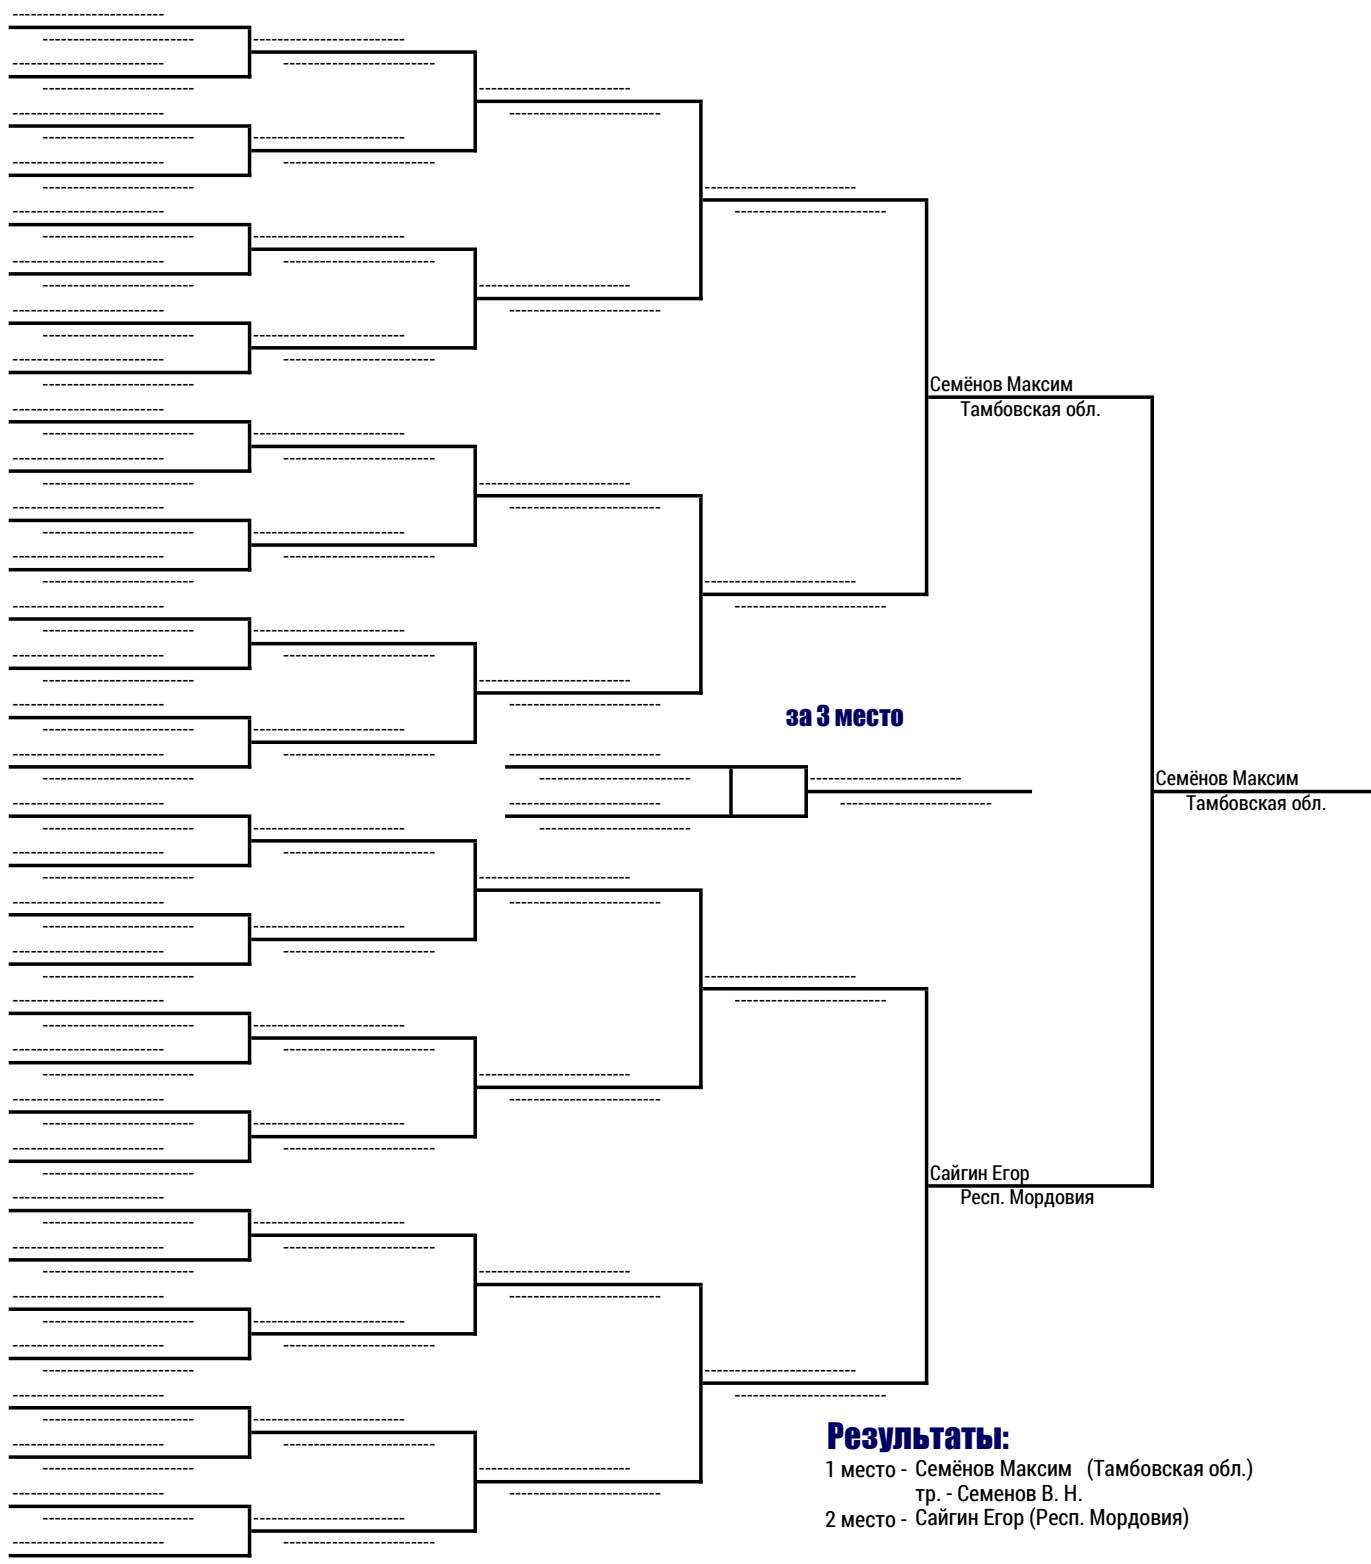 Семёнов Максим
Тамбовская обл.
за 3 место
Семёнов Максим
Тамбовская обл.
Сайгин Егор
Респ. Мордовия
Результаты:
1 место - Семёнов Максим (Тамбовская обл.)
тр. - Семенов В. Н.
2 место - Сайгин Егор (Респ. Мордовия)